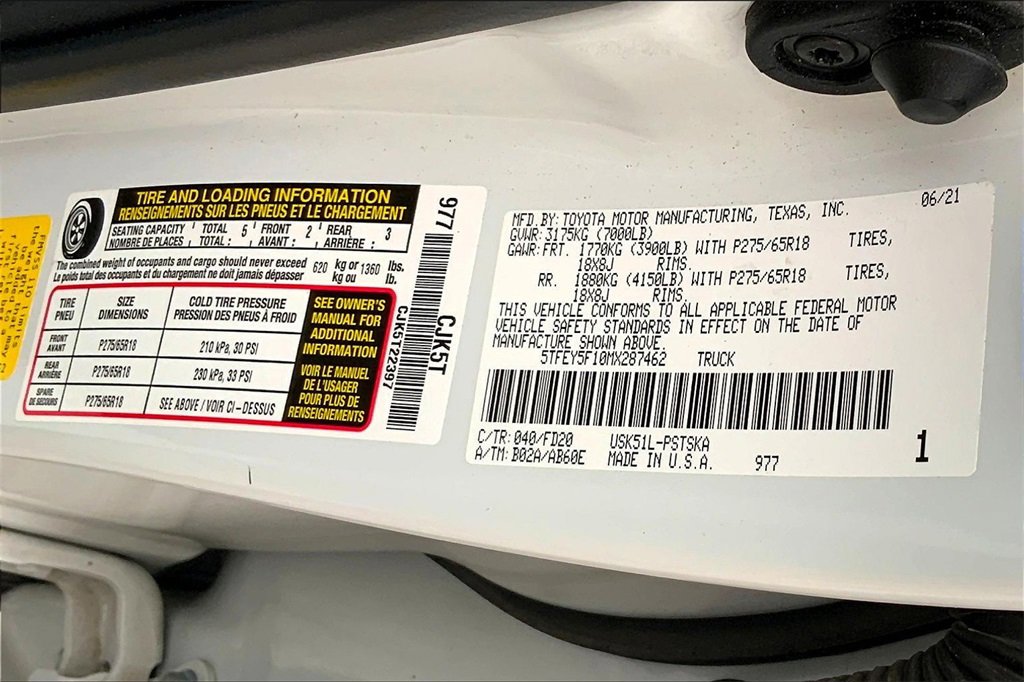 TIRE AND LOADING INFORMATION
RENSEIGNEMENTS SUR LES PNEUS ET LE CHARGEMENT
SEATING CAPACITY TOTAL : 5 FRONT : 2 REAR : 3
NOMBRE DE PLACES TOTAL : AVANT : ARRIÈRE :
The combined weight of occupants and cargo should never exceed 620 kg or 1360 lbs.
Le poids total des occupants et du chargement ne doit jamais dépasser kg ou lb.
TIRE SIZE COLD TIRE PRESSURE
PNEU DIMENSIONS PRESSION DES PNEUS À FROID
FRONT
AVANT P275/65R18 210 kPa, 30 PSI
REAR
ARRIÈRE P275/65R18 230 kPa, 33 PSI
SPARE
DE SECOURS P275/65R18 SEE ABOVE / VOIR CI-DESSUS
SEE OWNER'S
MANUAL FOR
ADDITIONAL
INFORMATION
VOIR LE MANUEL
DE L'USAGER
POUR PLUS DE
RENSEIGNEMENTS
977
CJK5T
CJK5T22397
06/21
MFD. BY: TOYOTA MOTOR MANUFACTURING, TEXAS, INC.
GVWR: 3175KG (7000LB)
GAWR: FRT. 1770KG (3900LB) WITH P275/65R18 TIRES,
18X8J RIMS.
RR. 1880KG (4150LB) WITH P275/65R18 TIRES,
18X8J RIMS.
THIS VEHICLE CONFORMS TO ALL APPLICABLE FEDERAL MOTOR
VEHICLE SAFETY STANDARDS IN EFFECT ON THE DATE OF
MANUFACTURE SHOWN ABOVE.
5TFEY5F10MX287462 TRUCK
C/TR: 040/FD20 USK51L-PSTSKA
A/TM: B02A/AB60E MADE IN U.S.A. 977
1